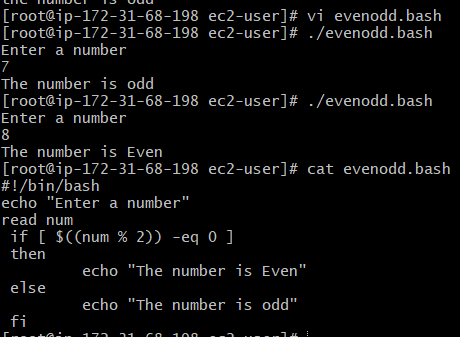 the number is odd
[root@ip-172-31-68-198 ec2-user]# vi evenodd.bash
[root@ip-172-31-68-198 ec2-user]# ./evenodd.bash
Enter a number
7
The number is odd
[root@ip-172-31-68-198 ec2-user]# ./evenodd.bash
Enter a number
8
The number is Even
[root@ip-172-31-68-198 ec2-user]# cat evenodd.bash
#!/bin/bash
echo "Enter a number"
read num
 if [ $((num % 2)) -eq 0 ]
 then
        echo "The number is Even"
 else
        echo "The number is odd"
 fi
[root@ip-172-31-68-198 ec2-user]#